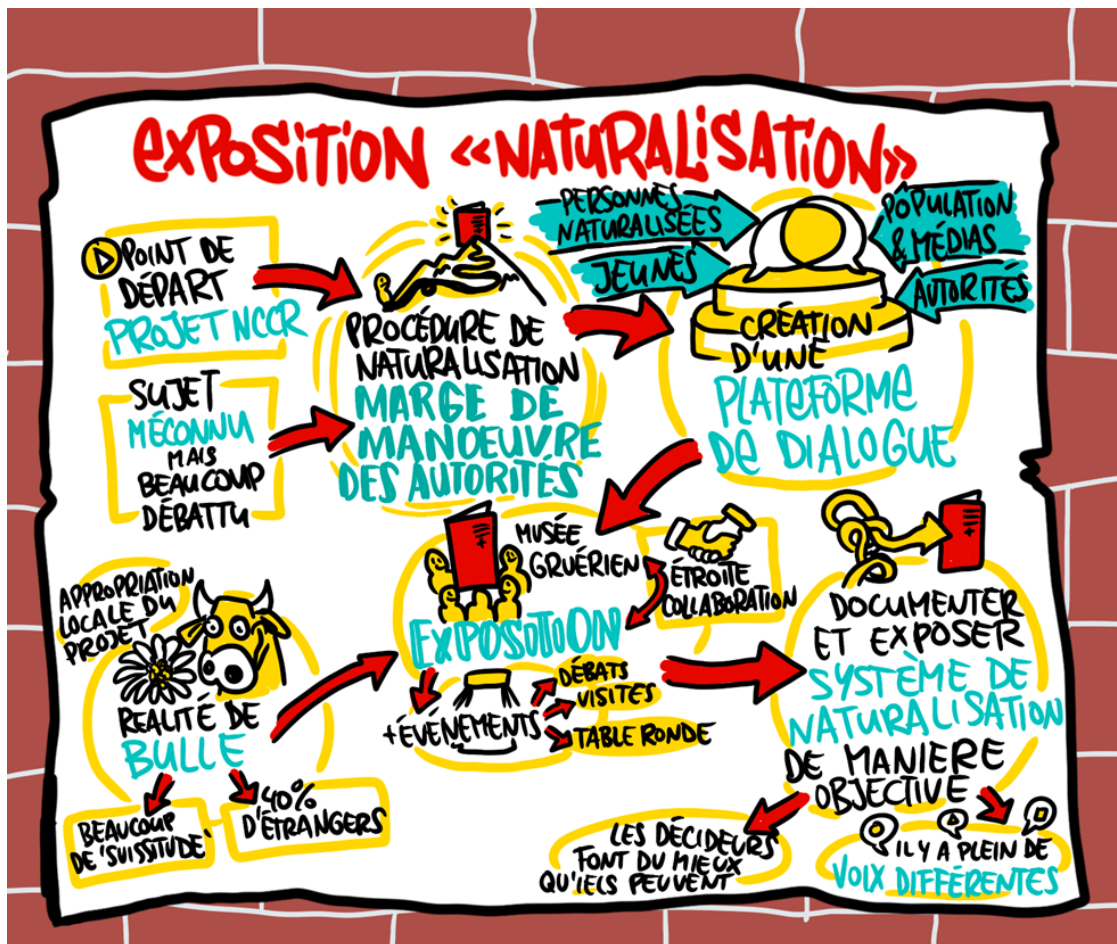 EXPOSITION «NATURALISATION»
POINT DE
DÉPART
PROJET NCCR
SUJET
MÉCONNU
MAIS
BEAUCOUP
DÉBATTU
PROCÉDURE DE
NATURALISATION
MARGE DE
MANOEUVRE
DES AUTORITÉS
PERSONNES
NATURALISÉES
JEUNES
POPULATION
& MÉDIAS
AUTORITÉS
CRÉATION
D'UNE
PLATEFORME
DE DIALOGUE
APPROPRIATION
LOCALE DU
PROJET
RÉALITÉ DE
BULLE
BEAUCOUP
DE 'SUISSITUDE'
40%
D'ÉTRANGERS
MUSÉE
GRUÉRIEN
ÉTROITE
COLLABORATION
EXPOSITION
+ÉVÉNEMENTS
DÉBATS
VISITES
TABLE RONDE
DOCUMENTER
ET EXPOSER
SYSTÈME DE
NATURALISATION
DE MANIERE
OBJECTIVE
LES DÉCIDEURS
FONT DU MIEUX
QU'IELS PEUVENT
IL Y A PLEIN DE
VOIX DIFFÉRENTES